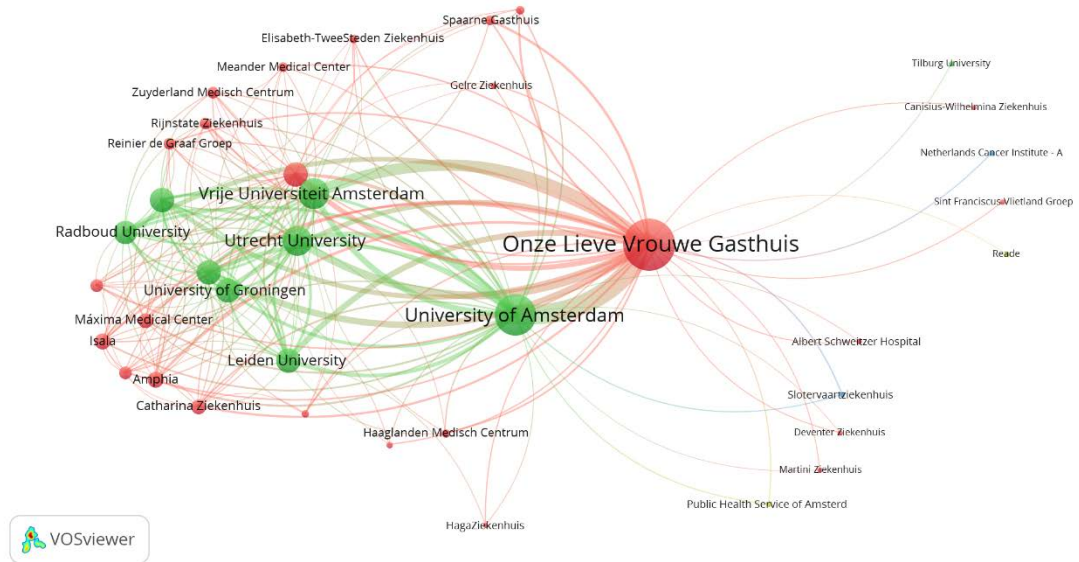 Spaarne Gasthuis
Elisabeth-TweeSteden Ziekenhuis
Tilburg University
Meander Medical Center
Gelre Ziekenhuis
Zuyderland Medisch Centrum
Canisius-Wilhelmina Ziekenhuis
Rijnstate Ziekenhuis
Reinier de Graaf Groep
Netherlands Cancer Institute - A
Vrije Universiteit Amsterdam
Sint Franciscus Vlietland Groep
Radboud University
Utrecht University
Onze Lieve Vrouwe Gasthuis
Reade
University of Groningen
University of Amsterdam
Máxima Medical Center
Isala
Albert Schweitzer Hospital
Leiden University
Amphia
Slotervaartziekenhuis
Catharina Ziekenhuis
Haaglanden Medisch Centrum
Deventer Ziekenhuis
Martini Ziekenhuis
Public Health Service of Amsterd
HagaZiekenhuis
VOSviewer